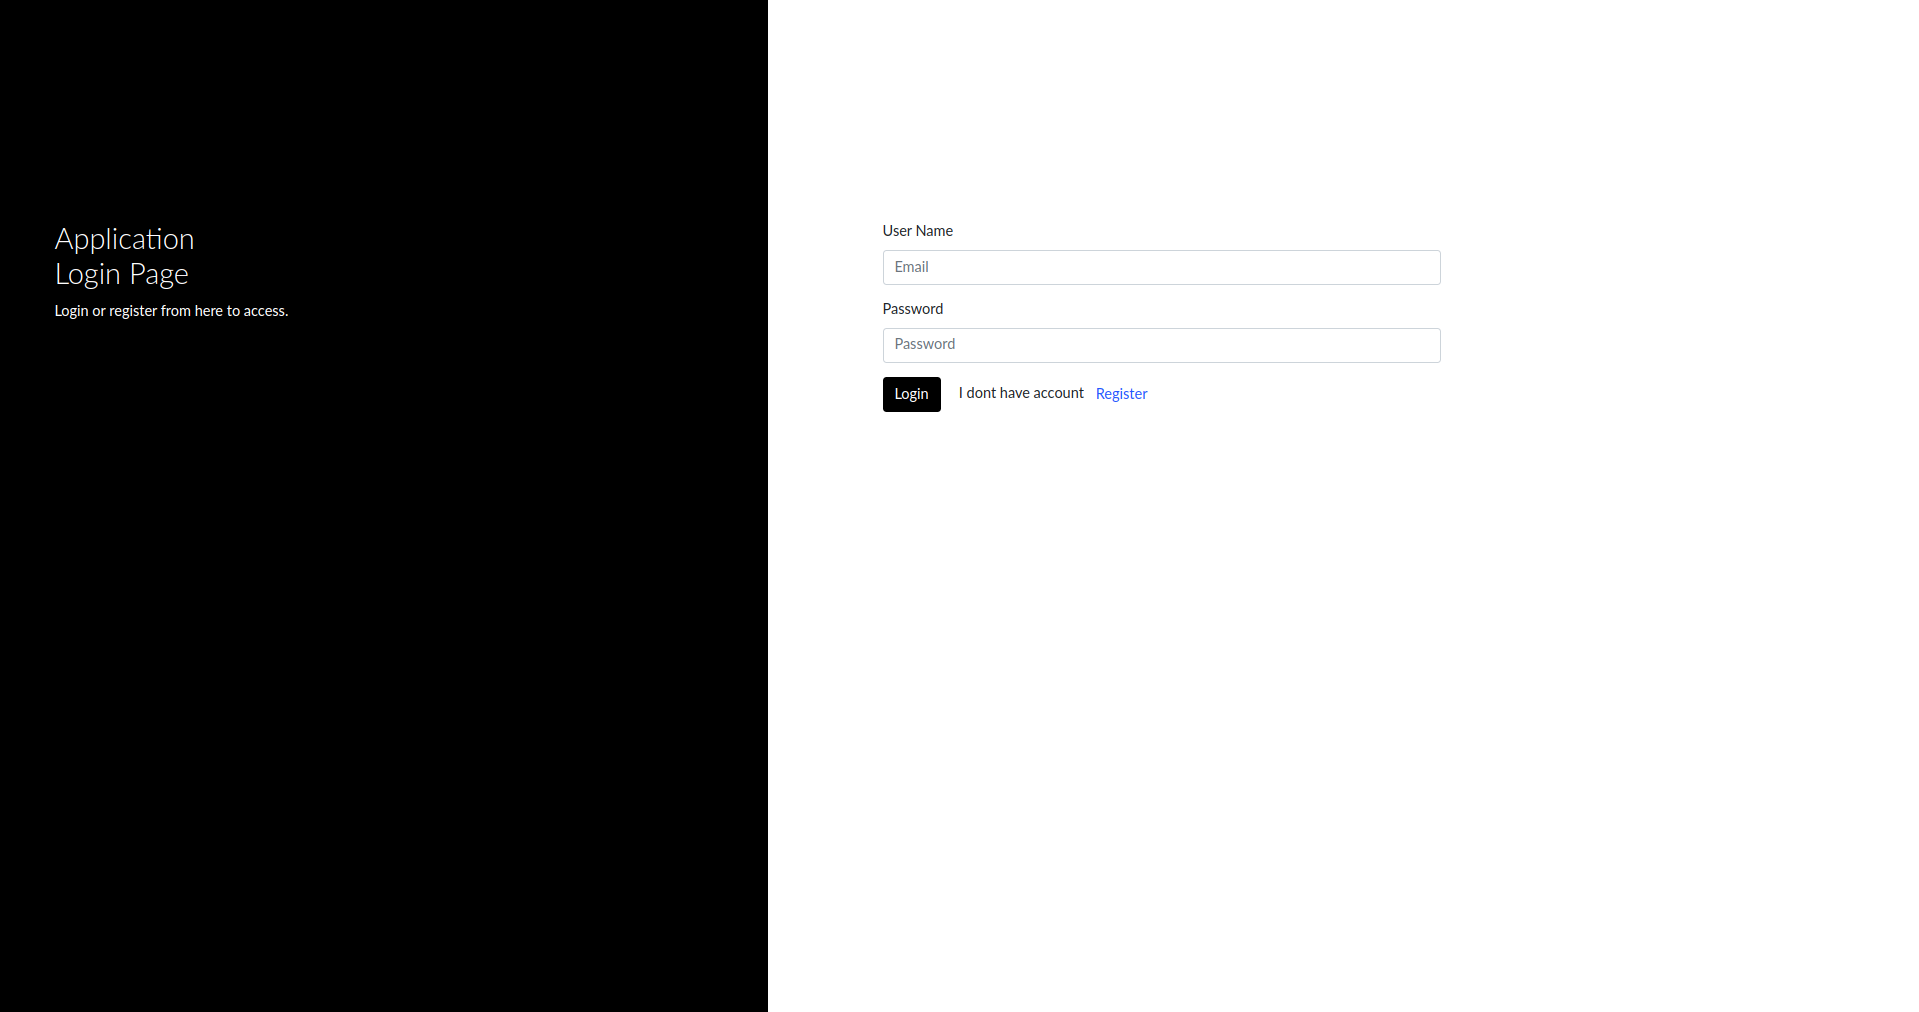 Application
Login Page
Login or register from here to access.
User Name
Email
Password
Password
Login I dont have account Register